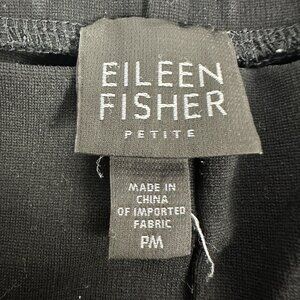 EILEEN
FISHER
PETITE
MADE IN
CHINA
OF IMPORTED
FABRIC
PM